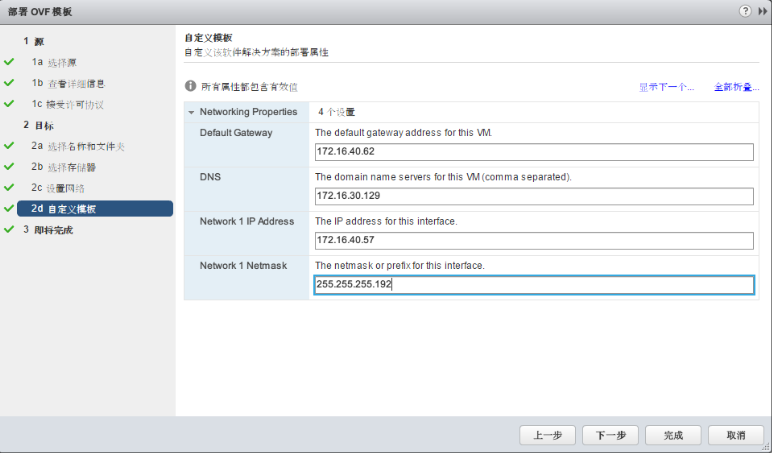 部署 OVF 模板
?
1 源
1a 选择源
1b 查看详细信息
1c 接受许可协议
2 目标
2a 选择名称和文件夹
2b 选择存储器
2c 设置网络
2d 自定义模板
3 即将完成
自定义模板
自定义该软件解决方案的部署属性
所有属性都包含有效值
显示下一个...
全部折叠...
Networking Properties
4 个设置
Default Gateway
The default gateway address for this VM.
172.16.40.62
DNS
The domain name servers for this VM (comma separated).
172.16.30.129
Network 1 IP Address
The IP address for this interface.
172.16.40.57
Network 1 Netmask
The netmask or prefix for this interface.
255.255.255.192
上一步
下一步
完成
取消